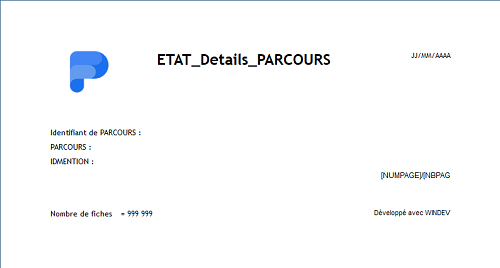 ETAT_Details_PARCOURS
JJ/MM/AAAA
Identifiant de PARCOURS :
PARCOURS :
IDMENTION :
[NUMPAGE]/[NBPAG
Nombre de fiches = 999 999
Développé avec WINDEV